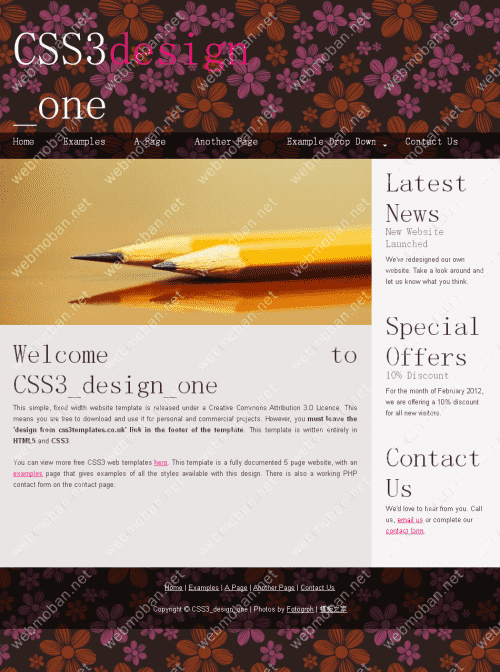 CSS3design
_one
Home Examples A Page Another Page Example Drop Down Contact Us
Latest
News
New Website
Launched
We've redesigned our own
website. Take a look around and
let us know what you think.
Special
Offers
10% Discount
For the month of February 2012,
we are offering a 10% discount
for all new visitors.
Contact
Us
We'd love to hear from you. Call
us, email us or complete our
contact form.
Welcome to
CSS3_design_one
This simple, fixed width website template is released under a Creative Commons Attribution 3.0 Licence. This
means you are free to download and use it for personal and commercial projects. However, you must leave the
'design from css3templates.co.uk' link in the footer of the template. This template is written entirely in
HTML5 and CSS3.
You can view more free CSS3 web templates here. This template is a fully documented 5 page website, with an
examples page that gives examples of all the styles available with this design. There is also a working PHP
contact form on the contact page.
Home | Examples | A Page | Another Page | Contact Us
Copyright © CSS3_design_one | Photos by Fotogrph | 模板之家
webmoban.net